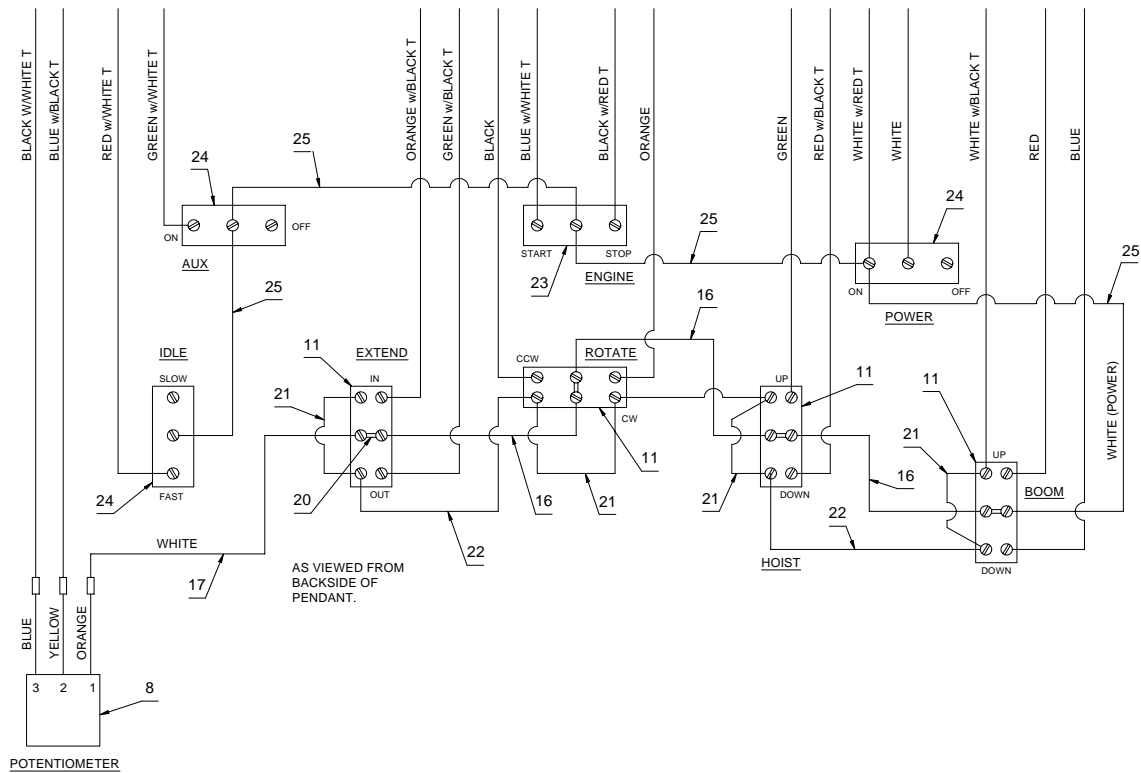 BLACK W/WHITE T
BLUE w/BLACK T
RED w/WHITE T
GREEN w/WHITE T
ORANGE w/BLACK T
GREEN w/BLACK T
BLACK
BLUE w/WHITE T
BLACK w/RED T
ORANGE
GREEN
RED w/BLACK T
WHITE w/RED T
WHITE
WHITE w/BLACK T
RED
BLUE
24
25
ON
OFF
AUX
START
STOP
23
ENGINE
25
24
ON
OFF
POWER
25
25
16
IDLE
SLOW
FAST
24
11
EXTEND
IN
OUT
21
20
22
CCW
ROTATE
CW
11
16
21
UP
11
DOWN
21
HOIST
11
21
UP
BOOM
DOWN
16
22
WHITE (POWER)
WHITE
17
AS VIEWED FROM
BACKSIDE OF
PENDANT.
BLUE
YELLOW
ORANGE
3
2
1
8
POTENTIOMETER